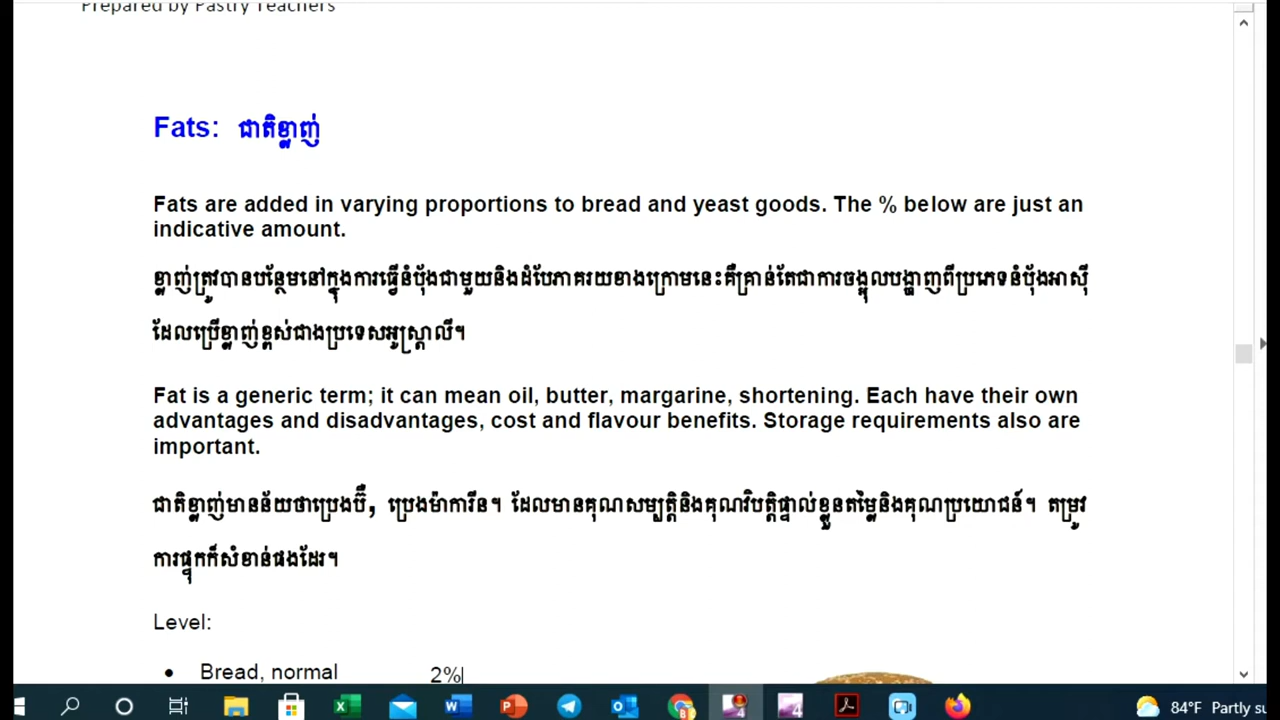 Prepared by Pastry Teachers
Fats: ជាតិខ្លាញ់
Fats are added in varying proportions to bread and yeast goods. The % below are just an
indicative amount.
ខ្លាញ់ត្រូវបានបន្ថែមនៅក្នុងការធ្វើនំបុ័ងជាមួយនិងដំបែភាគរយខាងក្រោមនេះគឺគ្រាន់តែជាការចង្អុលបង្ហាញពីប្រភេទនំបុ័ងអាស៊ី
ដែលប្រើខ្លាញ់ខ្ពស់ជាងប្រទេសអូស្ត្រាលី។
Fat is a generic term; it can mean oil, butter, margarine, shortening. Each have their own
advantages and disadvantages, cost and flavour benefits. Storage requirements also are
important.
ជាតិខ្លាញ់មានន័យថាប្រេងប៊ឺ, ប្រេងម៉ាការីន។ ដែលមានគុណសម្បត្តិនិងគុណវិបត្តិផ្ទាល់ខ្លួនតម្លៃនិងគុណប្រយោជន៍។ តម្រូវ
ការផ្ទុកក៏សំខាន់ផងដែរ។
Level:
• Bread, normal 2%
84°F Partly su